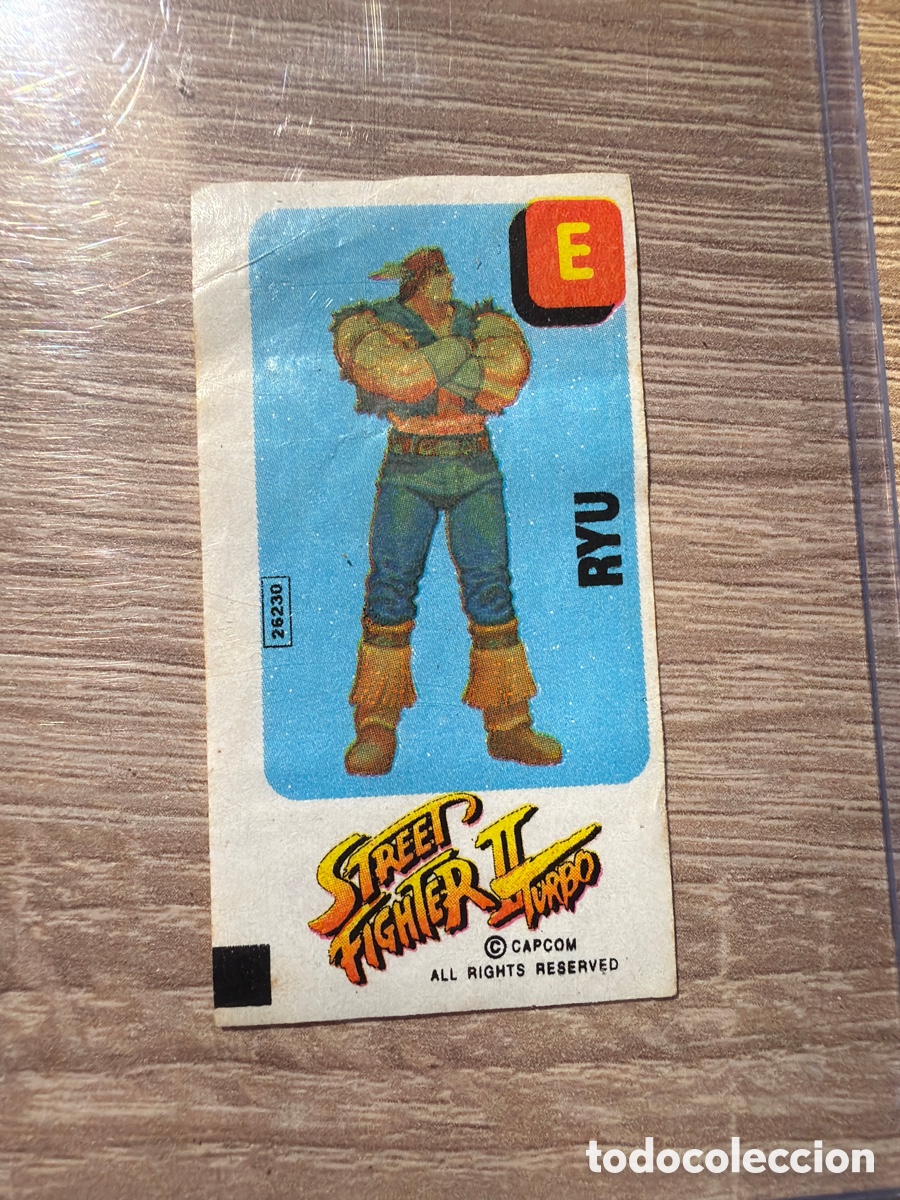 E
RYU
26230
STREET
FIGHTER II
TURBO
© CAPCOM
ALL RIGHTS RESERVED
todocoleccion